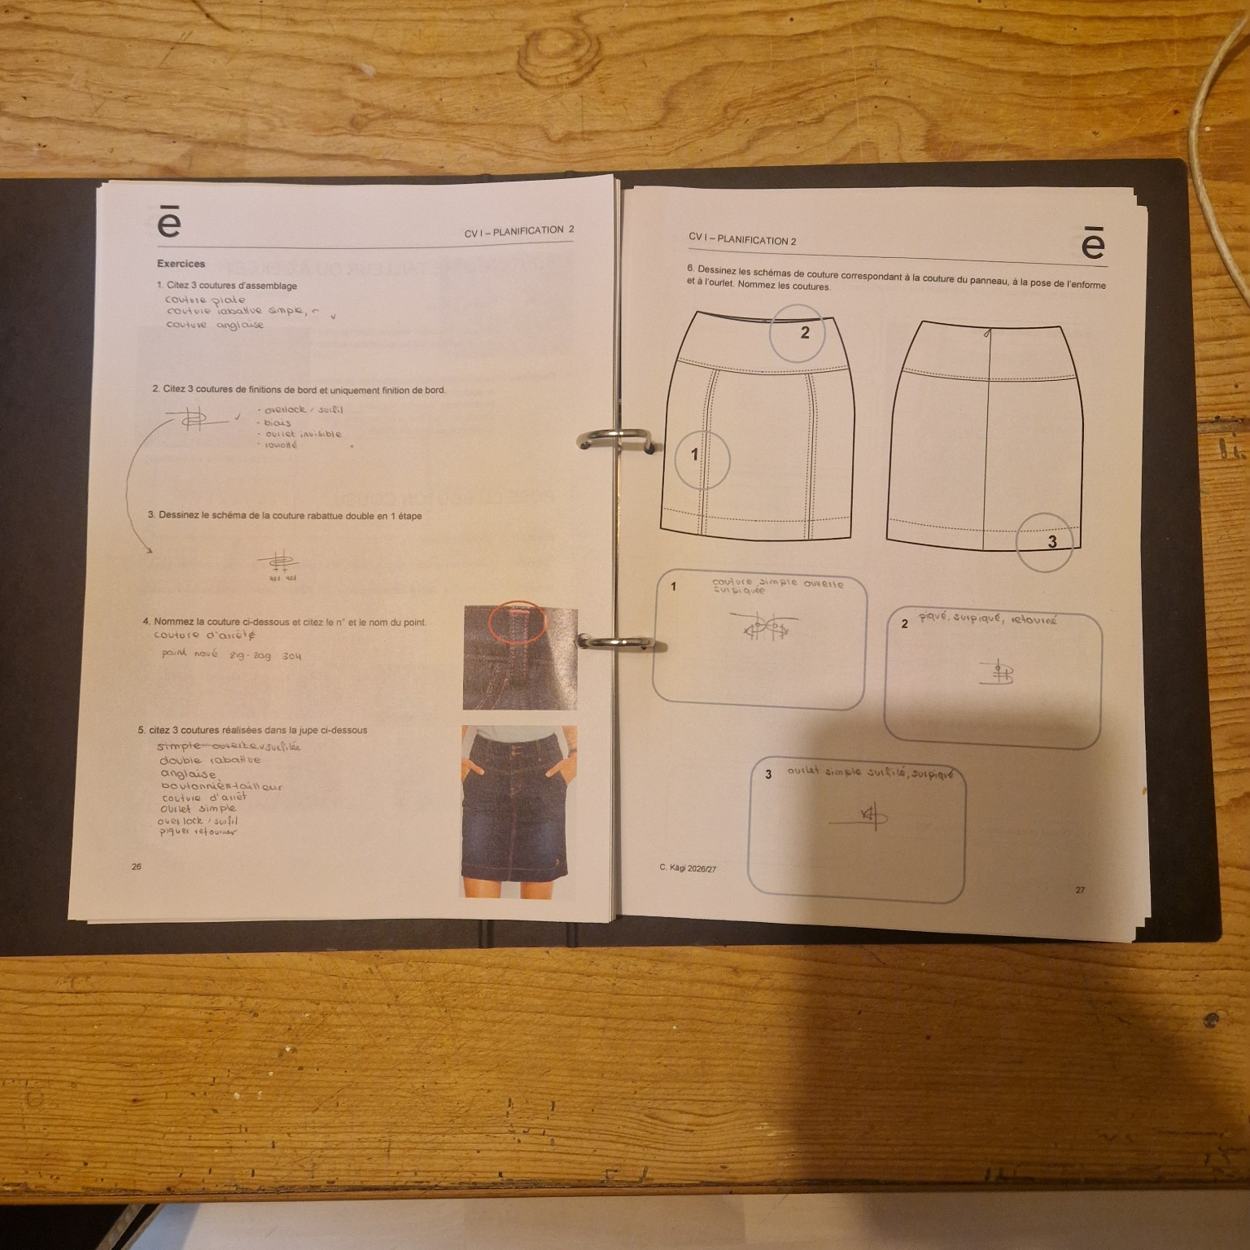 ē
CV I – PLANIFICATION 2
Exercices
1. Citez 3 coutures d'assemblage
couture plate
couture rabattue simple,
couture anglaise
2. Citez 3 coutures de finitions de bord et uniquement finition de bord.
· overlock / surfil
· biais
· ourlet invisible
3. Dessinez le schéma de la couture rabattue double en 1 étape
4. Nommez la couture ci-dessous et citez le n° et le nom du point.
couture d'arrêt
point noué zig-zag 304
5. citez 3 coutures réalisées dans la jupe ci-dessous
simple ouverte surfilée
double rabattue
anglaise
couture d'arrêt
ourlet simple
overlock / surfil
piquer retourner
26
CV I – PLANIFICATION 2
ē
6. Dessinez les schémas de couture correspondant à la couture du panneau, à la pose de l'enforme
et à l'ourlet. Nommez les coutures.
2
1
3
1
couture simple ouverte
surpiquée
2 piqué, surpiqué, retourné
3 ourlet simple surfilé, surpiqué
C. Kägi 2026/27
27